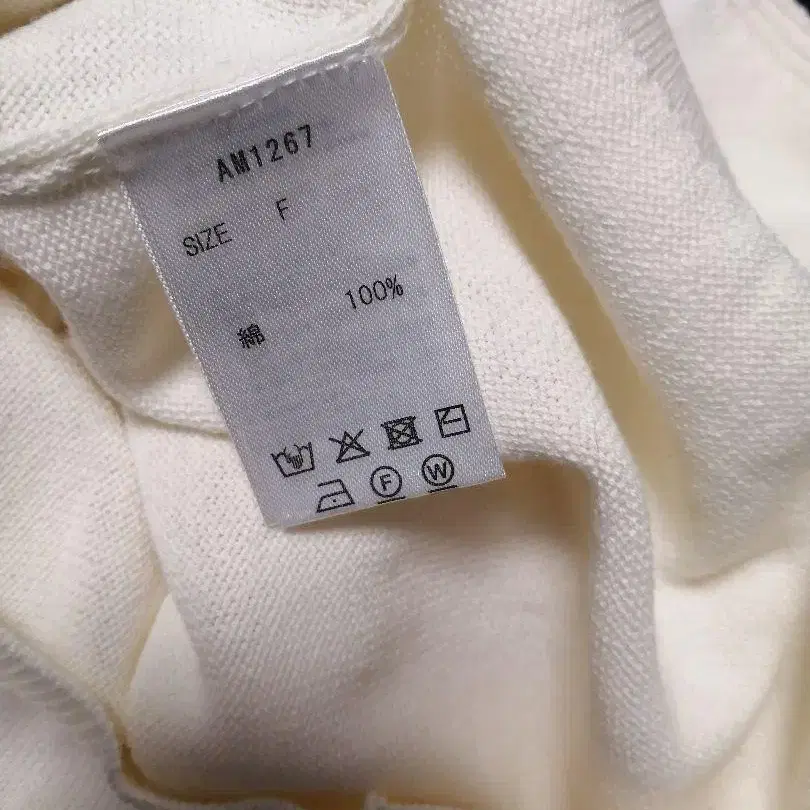 AM1267
SIZE F
綿 100%
F W